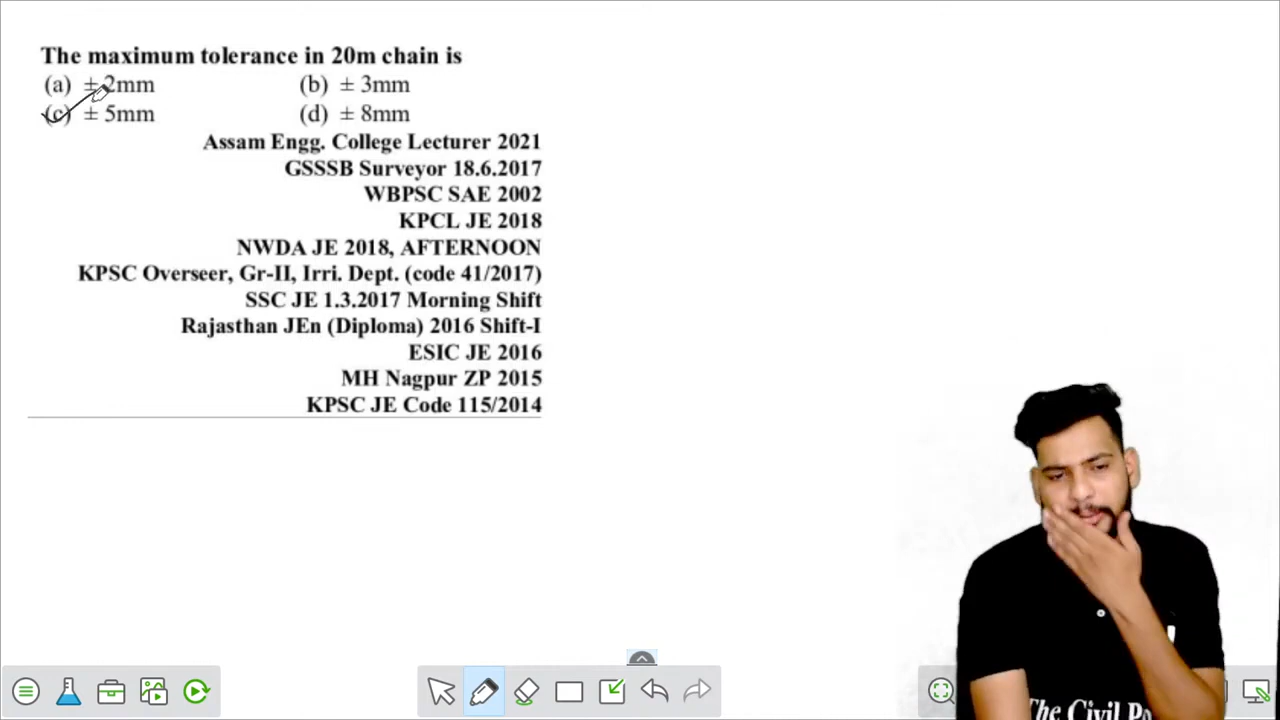 The maximum tolerance in 20m chain is
(a) ± 2mm (b) ± 3mm
(c) ± 5mm (d) ± 8mm
Assam Engg. College Lecturer 2021
GSSSB Surveyor 18.6.2017
WBPSC SAE 2002
KPCL JE 2018
NWDA JE 2018, AFTERNOON
KPSC Overseer, Gr-II, Irri. Dept. (code 41/2017)
SSC JE 1.3.2017 Morning Shift
Rajasthan JEn (Diploma) 2016 Shift-I
ESIC JE 2016
MH Nagpur ZP 2015
KPSC JE Code 115/2014
The Civil